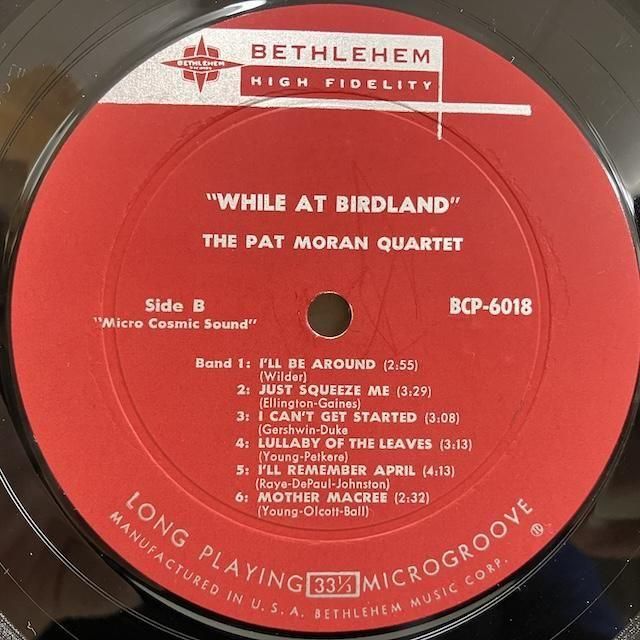 BETHLEHEM
BETHLEHEM
HIGH FIDELITY
"WHILE AT BIRDLAND"
THE PAT MORAN QUARTET
Side B
"Micro Cosmic Sound"
BCP-6018
Band 1: I'LL BE AROUND (2:55)
(Wilder)
2: JUST SQUEEZE ME (3:29)
(Ellington-Gaines)
3: I CAN'T GET STARTED (3:08)
(Gershwin-Duke
4: LULLABY OF THE LEAVES (3:13)
(Young-Petkere)
5: I'LL REMEMBER APRIL (4:13)
(Raye-DePaul-Johnston)
6: MOTHER MACREE (2:32)
(Young-Olcott-Ball)
LONG PLAYING 33⅓ MICROGROOVE
MANUFACTURED IN U.S.A. BETHLEHEM MUSIC CORP.